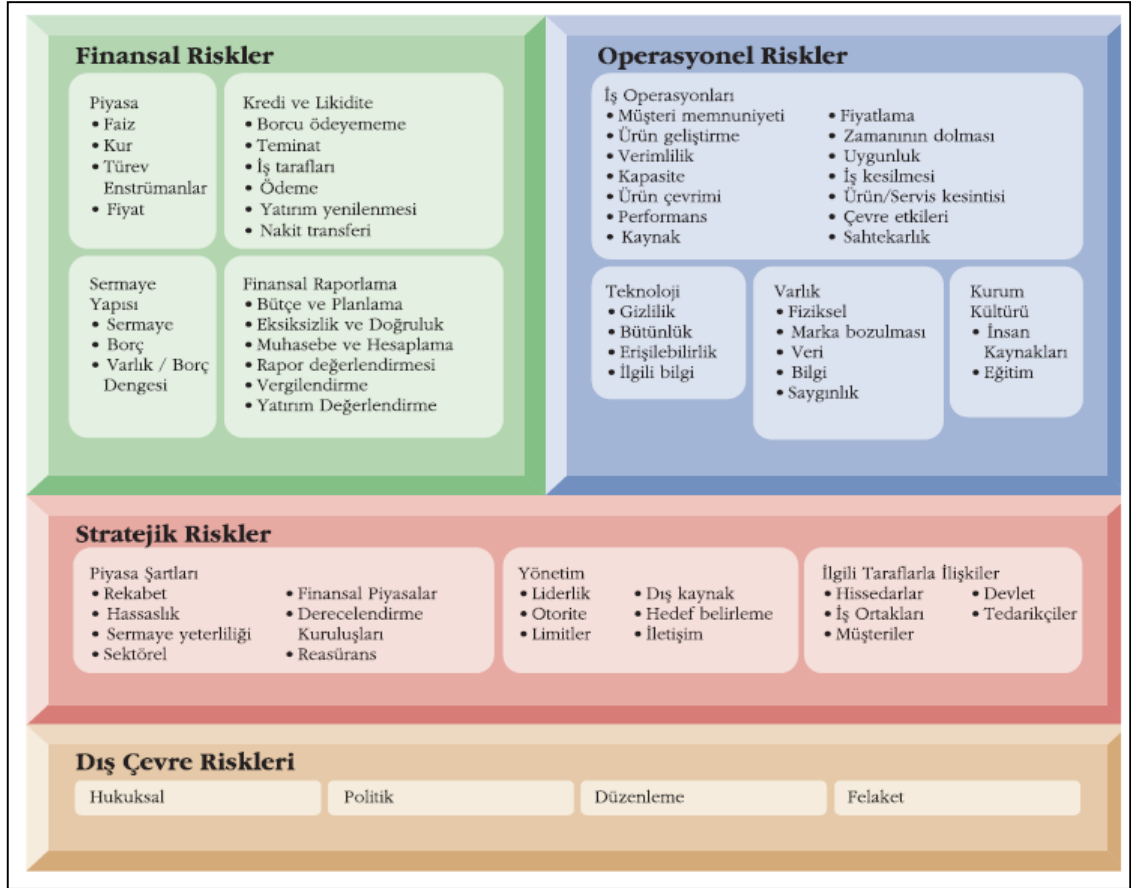 Finansal Riskler
Piyasa
• Faiz
• Kur
• Türev
Enstrümanlar
• Fiyat
Kredi ve Likidite
• Borcu ödeyememe
• Teminat
• İş tarafları
• Ödeme
• Yatırım yenilenmesi
• Nakit transferi
Sermaye
Yapısı
• Sermaye
• Borç
• Varlık / Borç
Dengesi
Finansal Raporlama
• Bütçe ve Planlama
• Eksiksizlik ve Doğruluk
• Muhasebe ve Hesaplama
• Rapor değerlendirmesi
• Vergilendirme
• Yatırım Değerlendirme
Operasyonel Riskler
İş Operasyonları
• Müşteri memnuniyeti
• Ürün geliştirme
• Verimlilik
• Kapasite
• Ürün çevrimi
• Performans
• Kaynak
• Fiyatlama
• Zamanının dolması
• Uygunluk
• İş kesilmesi
• Ürün/Servis kesintisi
• Çevre etkileri
• Sahtekarlık
Teknoloji
• Gizlilik
• Bütünlük
• Erişilebilirlik
• İlgili bilgi
Varlık
• Fiziksel
• Marka bozulması
• Veri
• Bilgi
• Saygınlık
Kurum
Kültürü
• İnsan
Kaynakları
• Eğitim
Stratejik Riskler
Piyasa Şartları
• Rekabet
• Hassaslık
• Sermaye yeterliliği
• Sektörel
• Finansal Piyasalar
• Derecelendirme
Kuruluşları
• Reasürans
Yönetim
• Liderlik
• Otorite
• Limitler
• Dış kaynak
• Hedef belirleme
• İletişim
İlgili Taraflarla İlişkiler
• Hissedarlar
• İş Ortakları
• Müşteriler
• Devlet
• Tedarikçiler
Dış Çevre Riskleri
Hukuksal
Politik
Düzenleme
Felaket